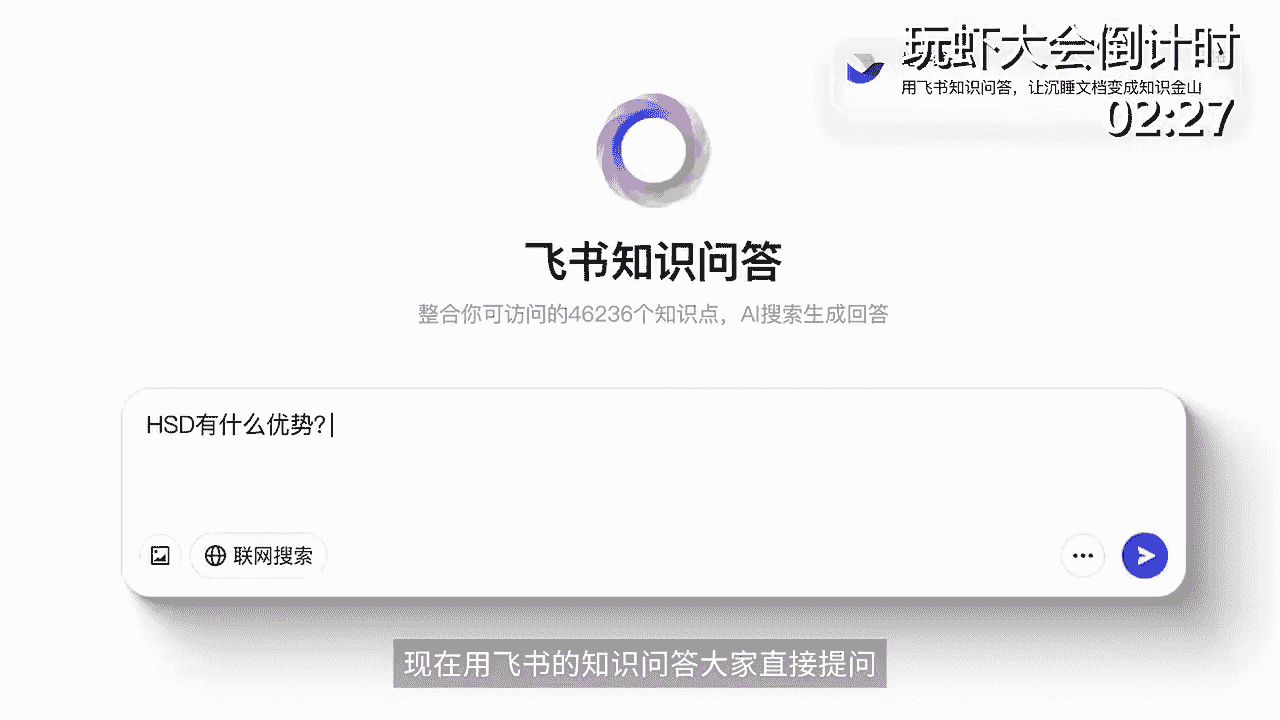 玩虾大会倒计时
用飞书知识问答，让沉睡文档变成知识金山
02:27
飞书知识问答
整合你可访问的46236个知识点，AI搜索生成回答
HSD有什么优势?
联网搜索
现在用飞书的知识问答大家直接提问